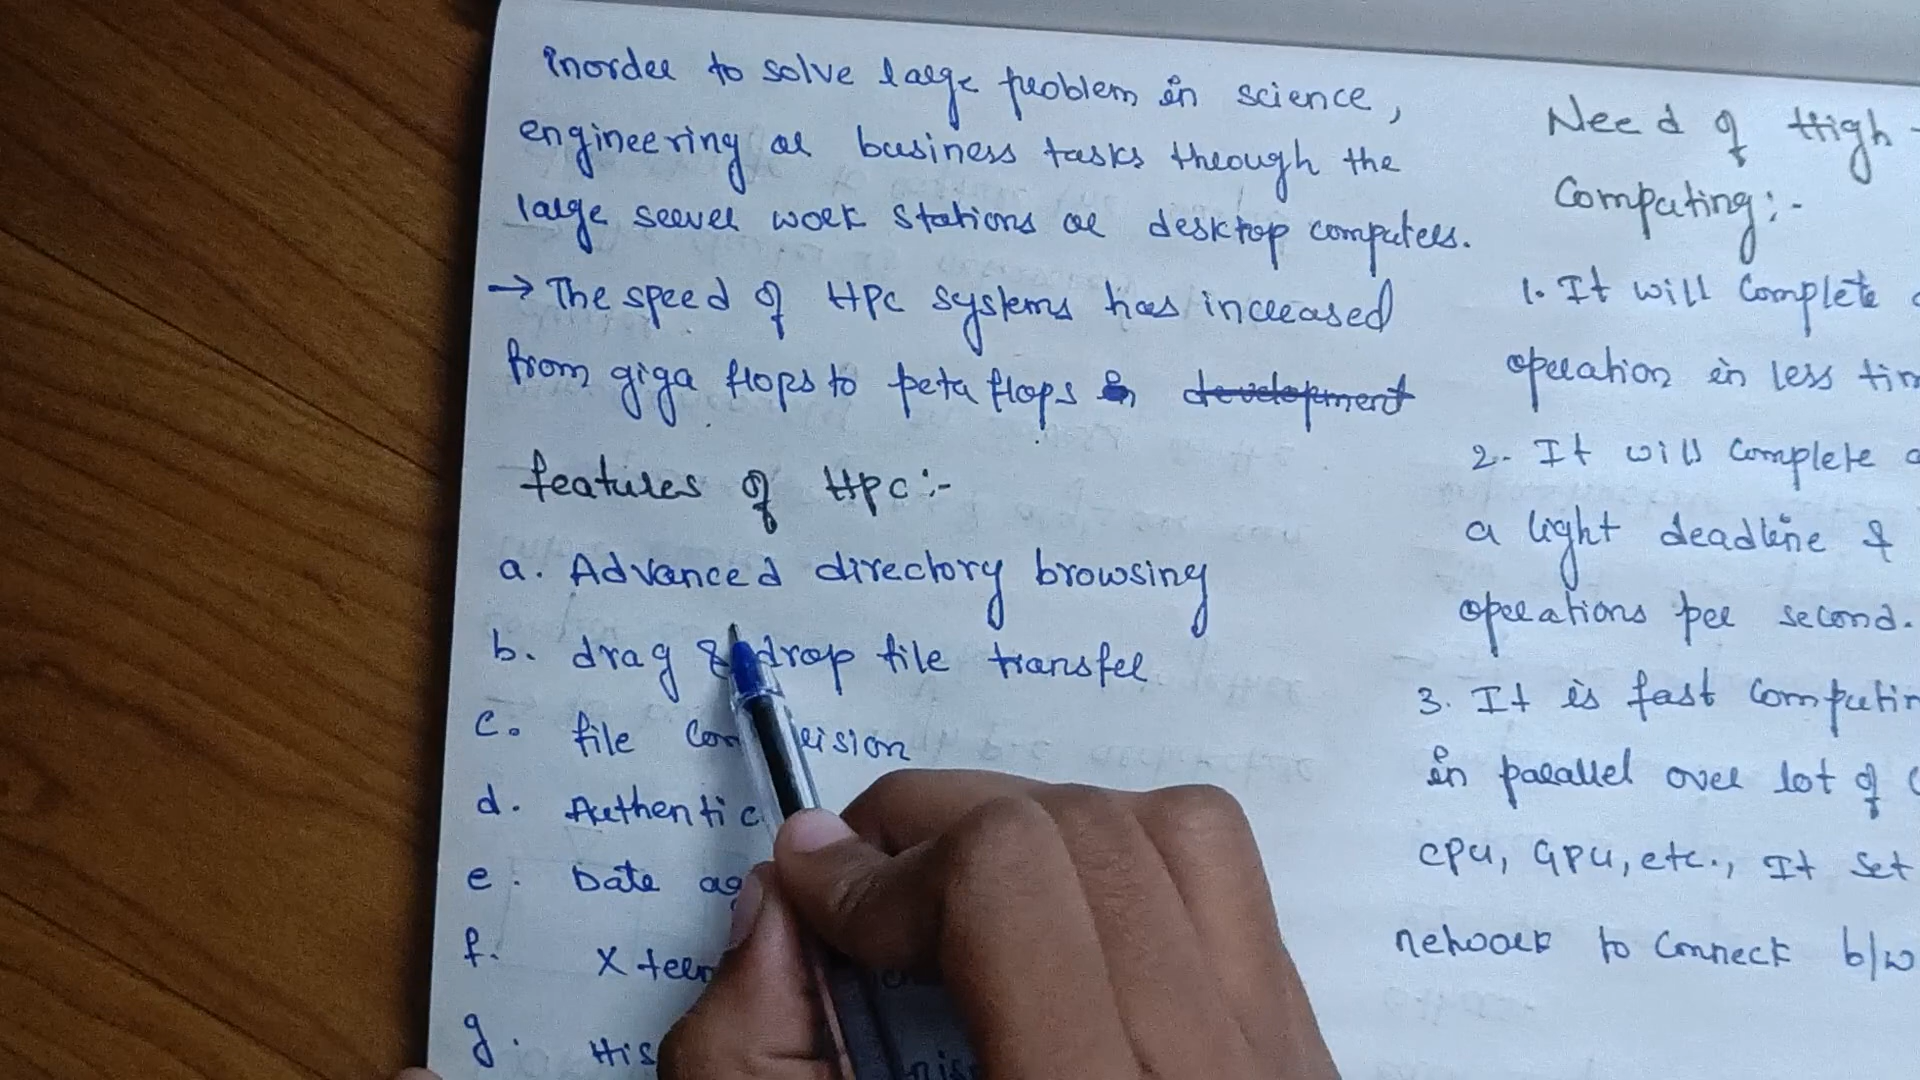 inorder to solve large problem in science,
engineering or business tasks through the
large server work stations or desktop computers.
→ The speed of HPC systems has increased
from giga flops to peta flops
features of HPC:-
a. Advanced directory browsing
b. drag & drop file transfer
c. file
d.
e. Date
f. X
g.
Need of High
Computing:-
1. It will complete
operation in less
2. It will complete
a light deadline &
operations per second.
3. It is fast
in parallel over lot of
cpu, GPU, etc., It set
network to connect b/w